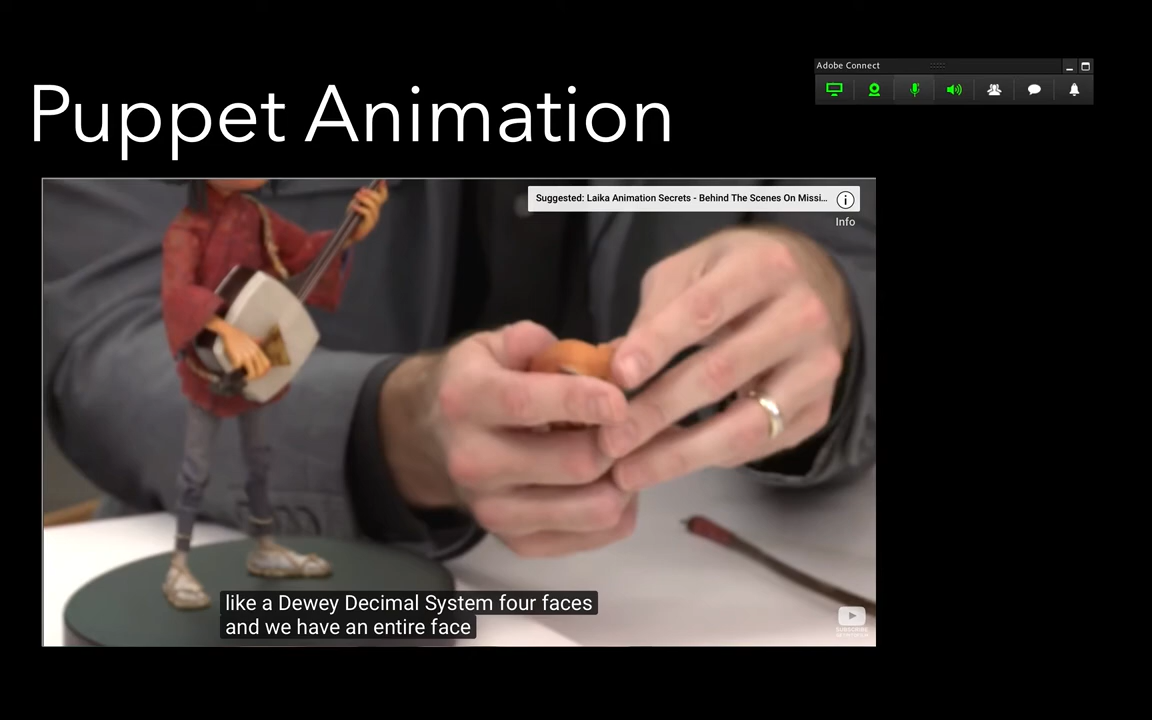 Adobe Connect
Puppet Animation
Suggested: Laika Animation Secrets - Behind The Scenes On Missi...
i
Info
like a Dewey Decimal System four faces
and we have an entire face
SUBSCRIBE